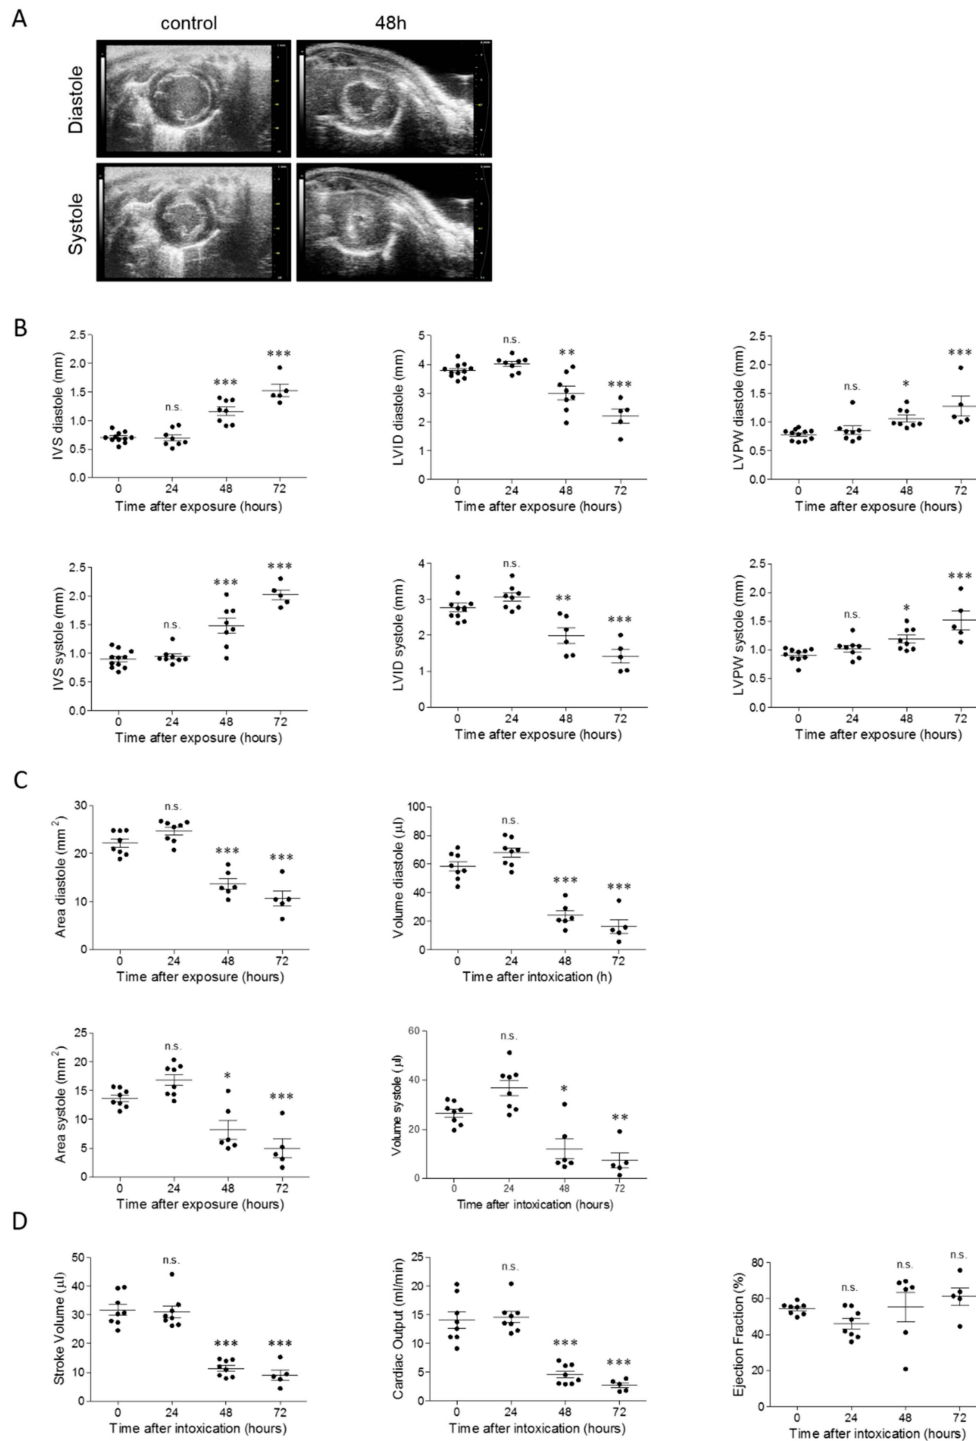 A
control 48h
Diastole
Systole
B
IVS diastole (mm)
2.5
2.0
1.5
1.0
0.5
0.0
n.s.
***
***
0 24 48 72
Time after exposure (hours)
LVID diastole (mm)
5
4
3
2
1
0
n.s.
**
***
0 24 48 72
Time after exposure (hours)
LVPW diastole (mm)
2.5
2.0
1.5
1.0
0.5
0.0
n.s.
*
***
0 24 48 72
Time after exposure (hours)
IVS systole (mm)
2.5
2.0
1.5
1.0
0.5
0.0
n.s.
***
***
0 24 48 72
Time after exposure (hours)
LVID systole (mm)
4
3
2
1
0
n.s.
**
***
0 24 48 72
Time after exposure (hours)
LVPW systole (mm)
2.5
2.0
1.5
1.0
0.5
0.0
n.s.
*
***
0 24 48 72
Time after exposure (hours)
C
Area diastole (mm²)
30
20
10
0
n.s.
***
***
0 24 48 72
Time after exposure (hours)
Volume diastole (µl)
100
80
60
40
20
0
n.s.
***
***
0 24 48 72
Time after intoxication (h)
Area systole (mm²)
25
20
15
10
5
0
n.s.
*
***
0 24 48 72
Time after exposure (hours)
Volume systole (µl)
60
40
20
0
n.s.
*
**
0 24 48 72
Time after intoxication (hours)
D
Stroke Volume (µl)
50
40
30
20
10
0
n.s.
***
***
0 24 48 72
Time after intoxication (hours)
Cardiac Output (ml/min)
25
20
15
10
5
0
n.s.
***
***
0 24 48 72
Time after intoxication (hours)
Ejection Fraction (%)
80
60
40
20
0
n.s.
n.s.
n.s.
0 24 48 72
Time after intoxication (hours)